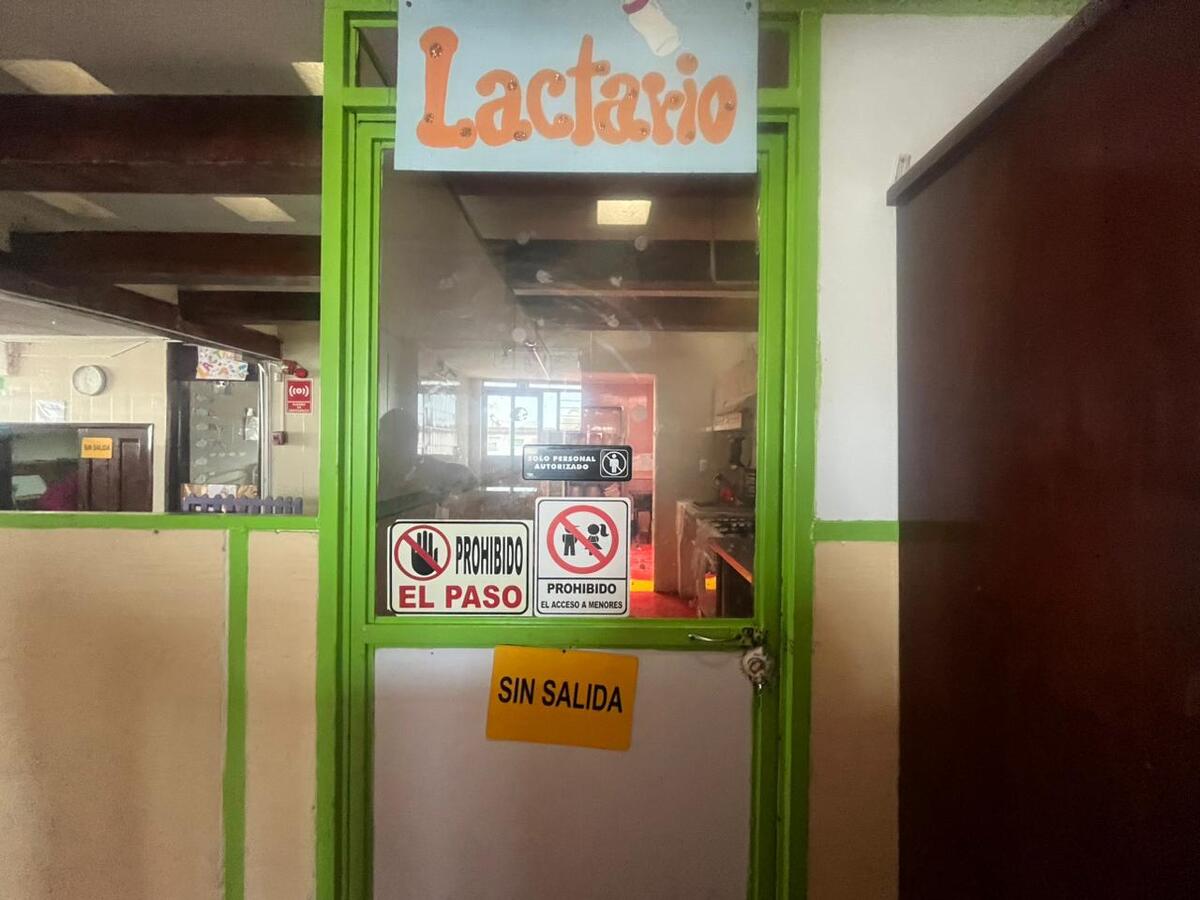 Lactario
SIN SALIDA
SOLO PERSONAL
AUTORIZADO
PROHIBIDO
EL PASO
PROHIBIDO
EL ACCESO A MENORES
SIN SALIDA